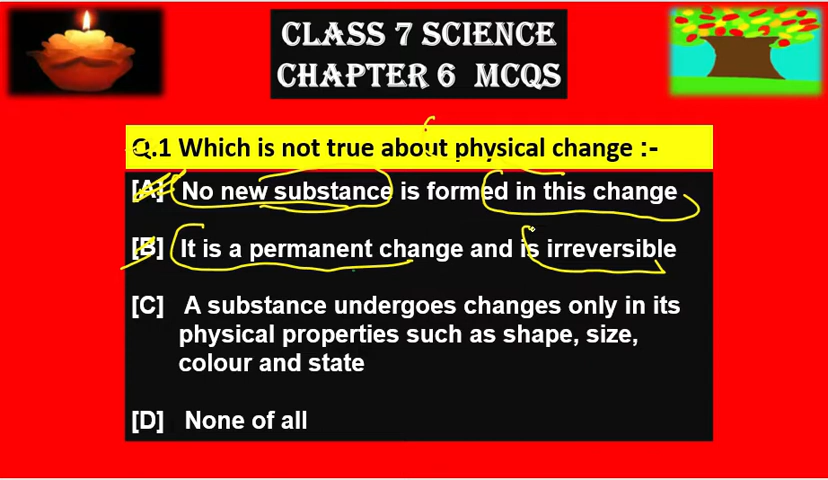 CLASS 7 SCIENCE
CHAPTER 6 MCQS
Q.1 Which is not true about physical change :-
[A] No new substance is formed in this change
[B] It is a permanent change and is irreversible
[C] A substance undergoes changes only in its
physical properties such as shape, size,
colour and state
[D] None of all